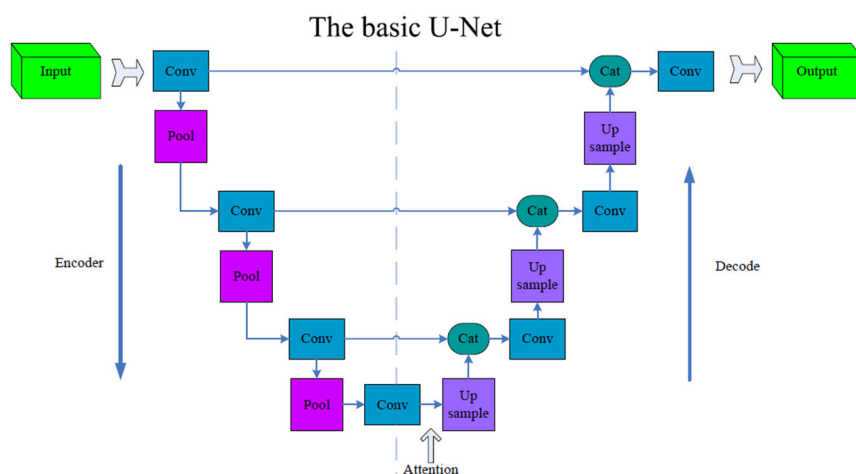 The basic U-Net
Input
Conv
Cat
Conv
Output
Pool
Up
sample
Conv
Cat
Conv
Encoder
Pool
Up
sample
Decode
Conv
Cat
Conv
Pool
Conv
Up
sample
Attention